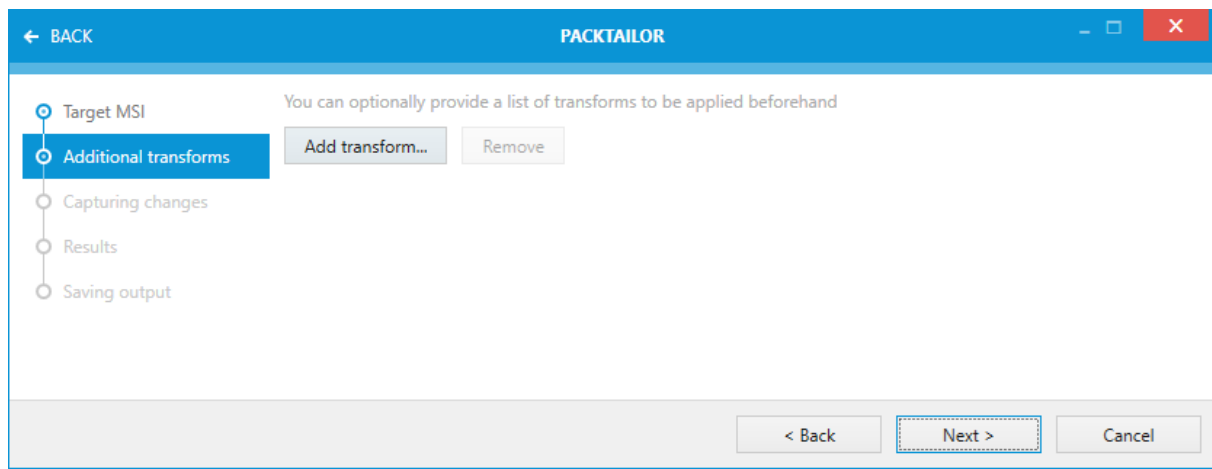 BACK
PACKTAILOR
Target MSI
Additional transforms
Capturing changes
Results
Saving output
You can optionally provide a list of transforms to be applied beforehand
Add transform...
Remove
< Back
Next >
Cancel